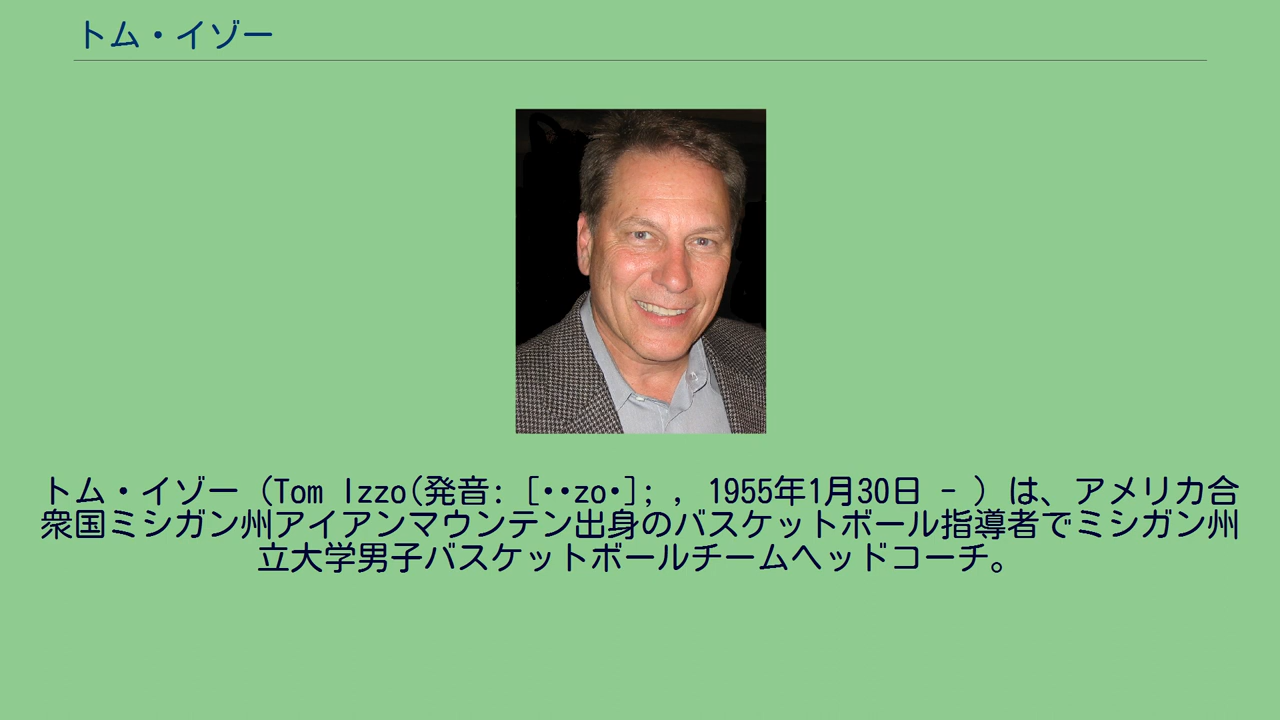 トム・イゾー
トム・イゾー（Tom Izzo(発音: [••zo•]; , 1955年1月30日 - ）は、アメリカ合
衆国ミシガン州アイアンマウンテン出身のバスケットボール指導者でミシガン州
立大学男子バスケットボールチームヘッドコーチ。